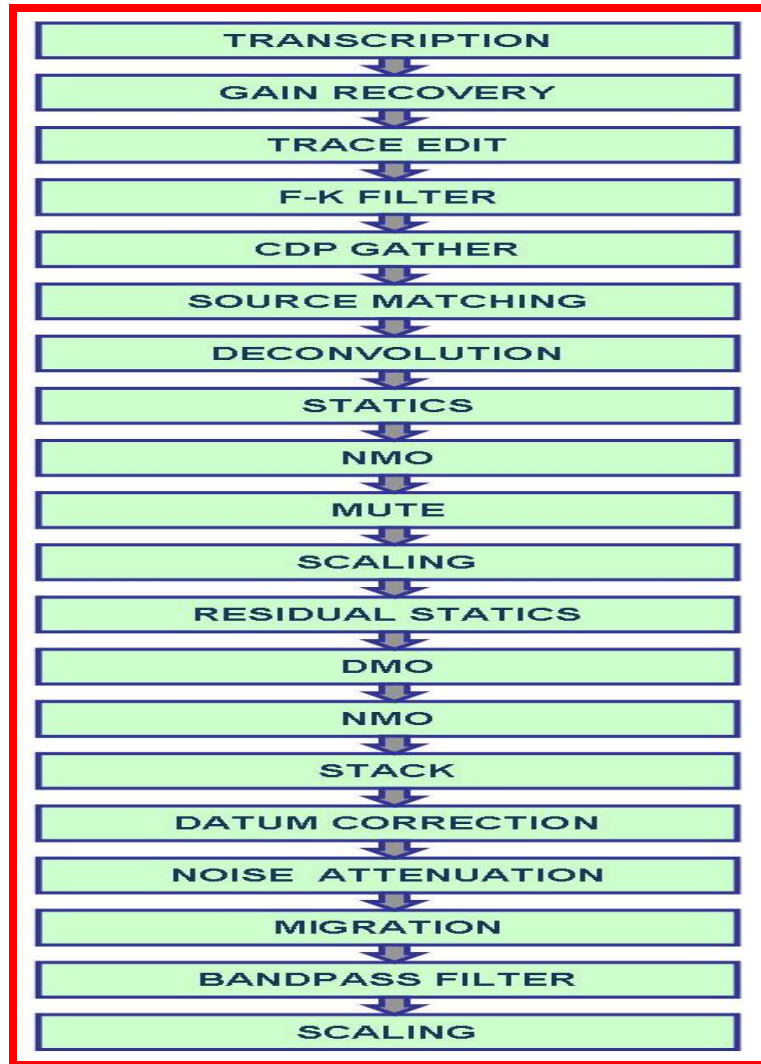 TRANSCRIPTION
GAIN RECOVERY
TRACE EDIT
F-K FILTER
CDP GATHER
SOURCE MATCHING
DECONVOLUTION
STATICS
NMO
MUTE
SCALING
RESIDUAL STATICS
DMO
NMO
STACK
DATUM CORRECTION
NOISE ATTENUATION
MIGRATION
BANDPASS FILTER
SCALING